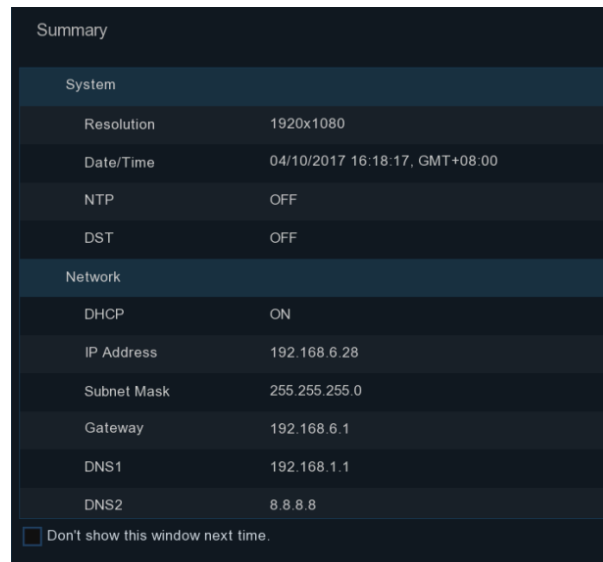 Summary
System
Resolution 1920x1080
Date/Time 04/10/2017 16:18:17, GMT+08:00
NTP OFF
DST OFF
Network
DHCP ON
IP Address 192.168.6.28
Subnet Mask 255.255.255.0
Gateway 192.168.6.1
DNS1 192.168.1.1
DNS2 8.8.8.8
Don't show this window next time.